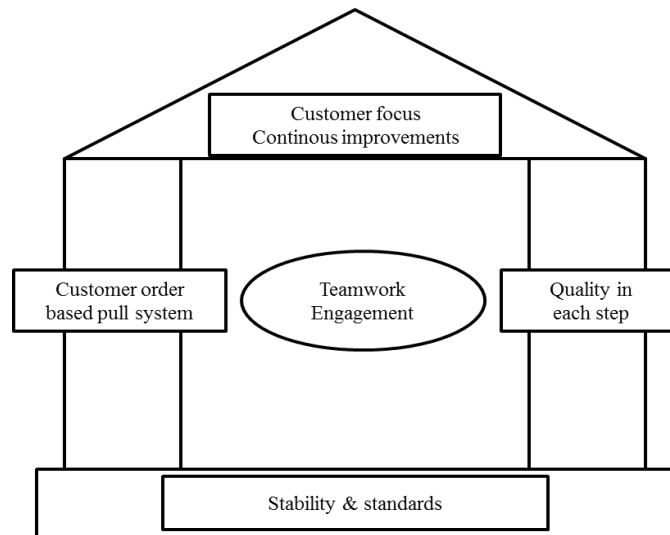 Customer focus
Continous improvements
Customer order
based pull system
Teamwork
Engagement
Quality in
each step
Stability & standards